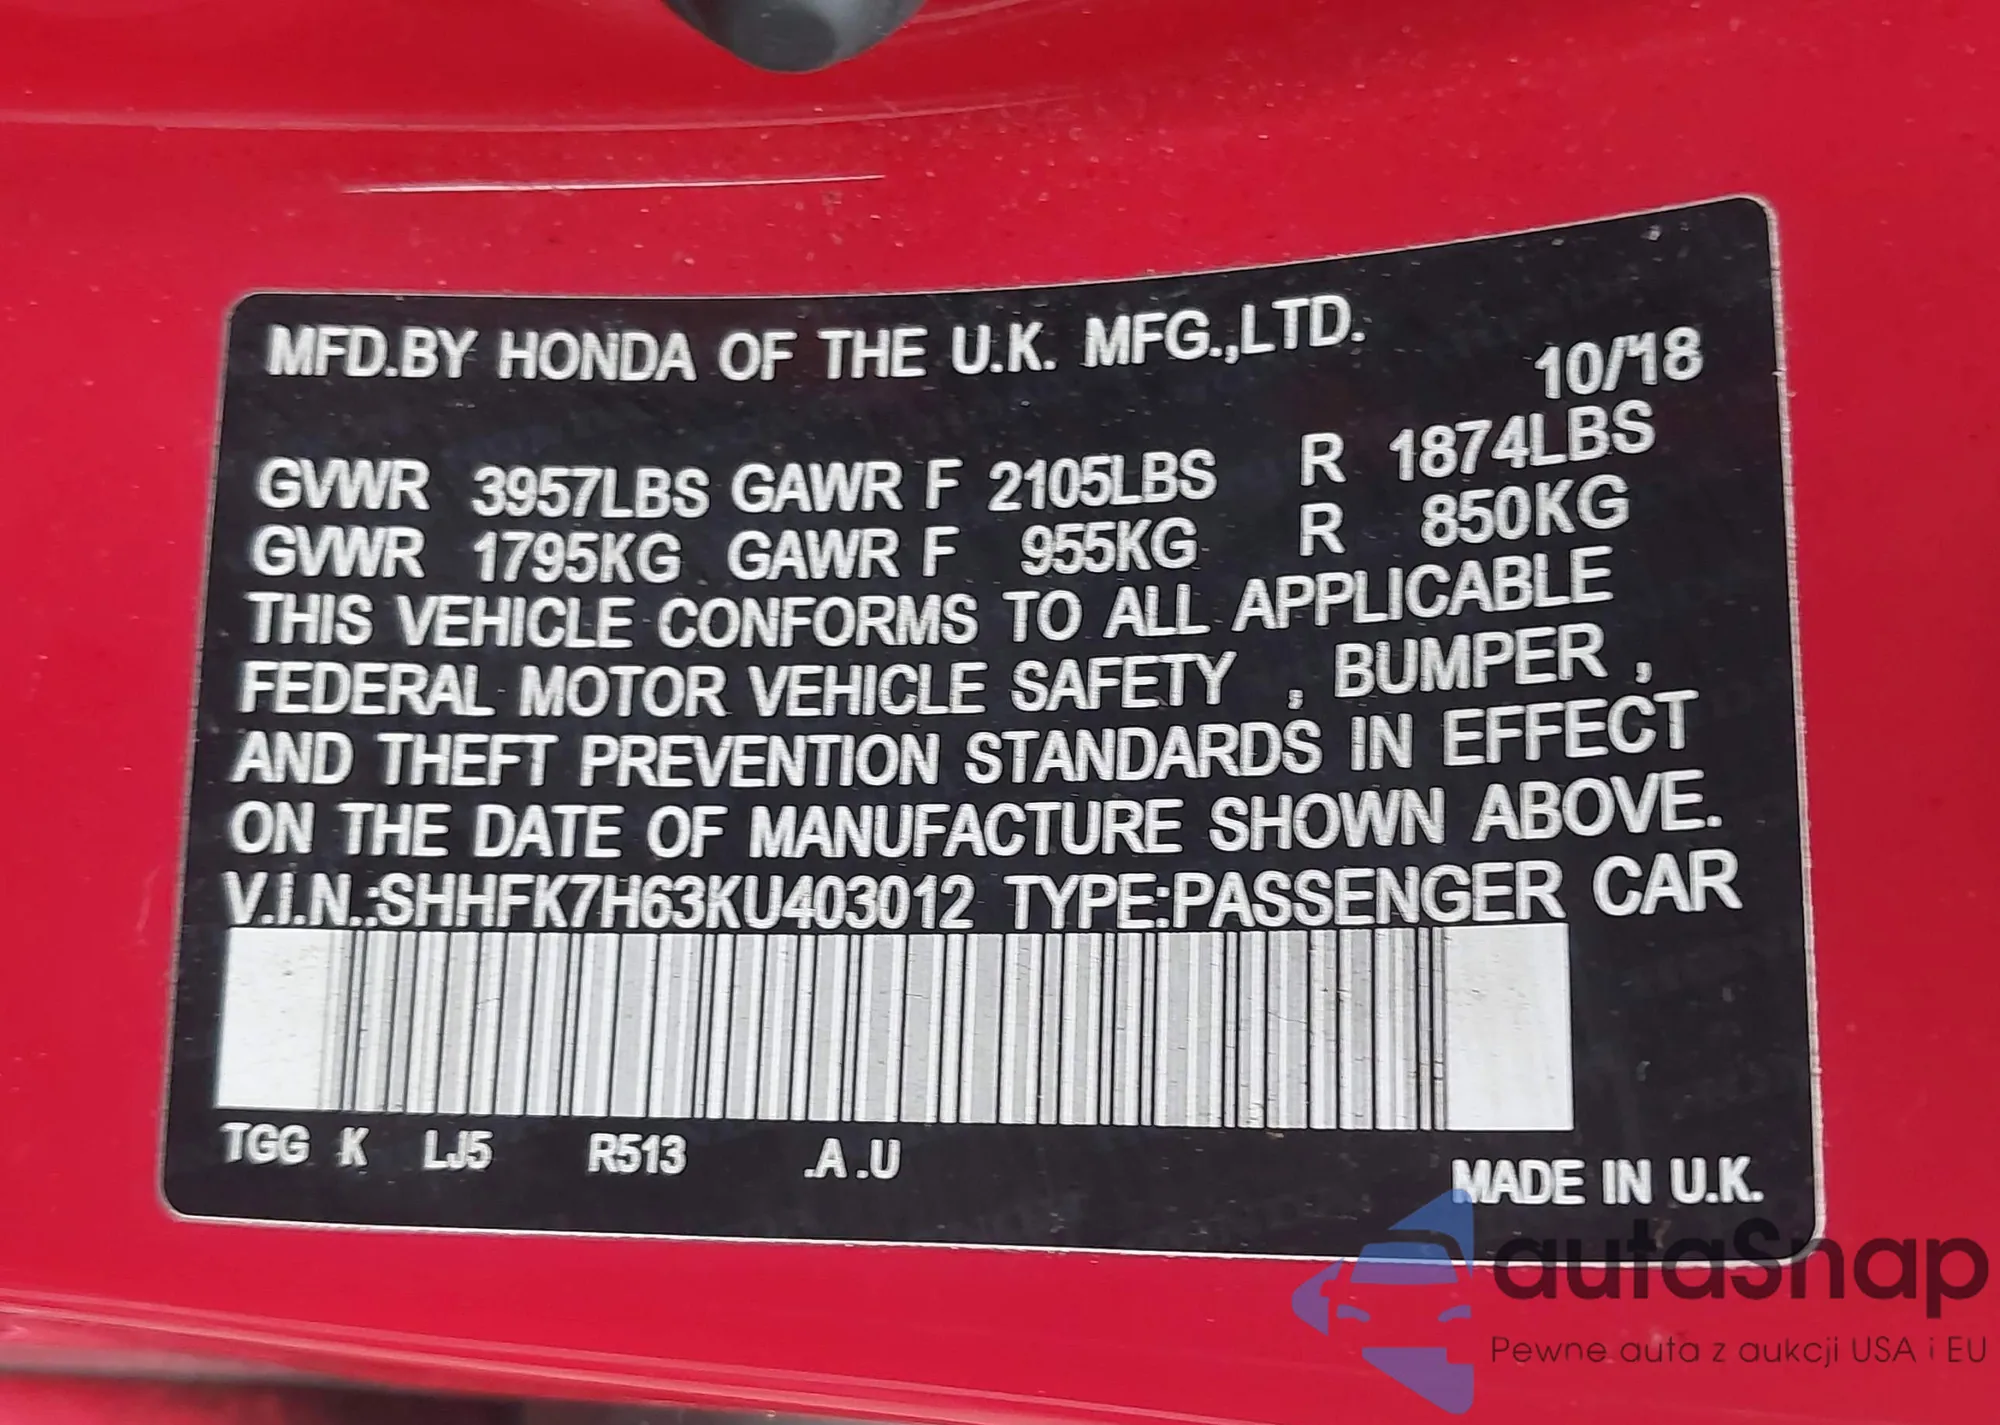 MFD.BY HONDA OF THE U.K. MFG.,LTD.
10/'18
GVWR 3957LBS GAWR F 2105LBS R 1874LBS
GVWR 1795KG GAWR F 955KG R 850KG
THIS VEHICLE CONFORMS TO ALL APPLICABLE
FEDERAL MOTOR VEHICLE SAFETY , BUMPER ,
AND THEFT PREVENTION STANDARDS IN EFFECT
ON THE DATE OF MANUFACTURE SHOWN ABOVE.
V.I.N.:SHHFK7H63KU403012 TYPE:PASSENGER CAR
TGG K LJ5 R513 .A .U
MADE IN U.K.
autaSnap
Pewne auta z aukcji USA i EU